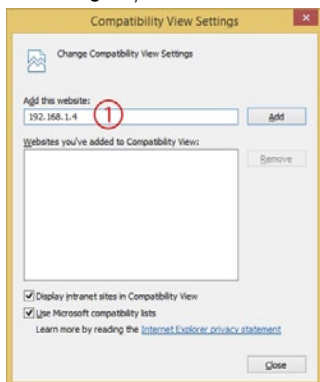 Compatibility View Settings
Change Compatibility View Settings
Add this website:
192.168.1.4
1
Add
Websites you've added to Compatibility View:
Remove
Display intranet sites in Compatibility View
Use Microsoft compatibility lists
Learn more by reading the Internet Explorer privacy statement
Close